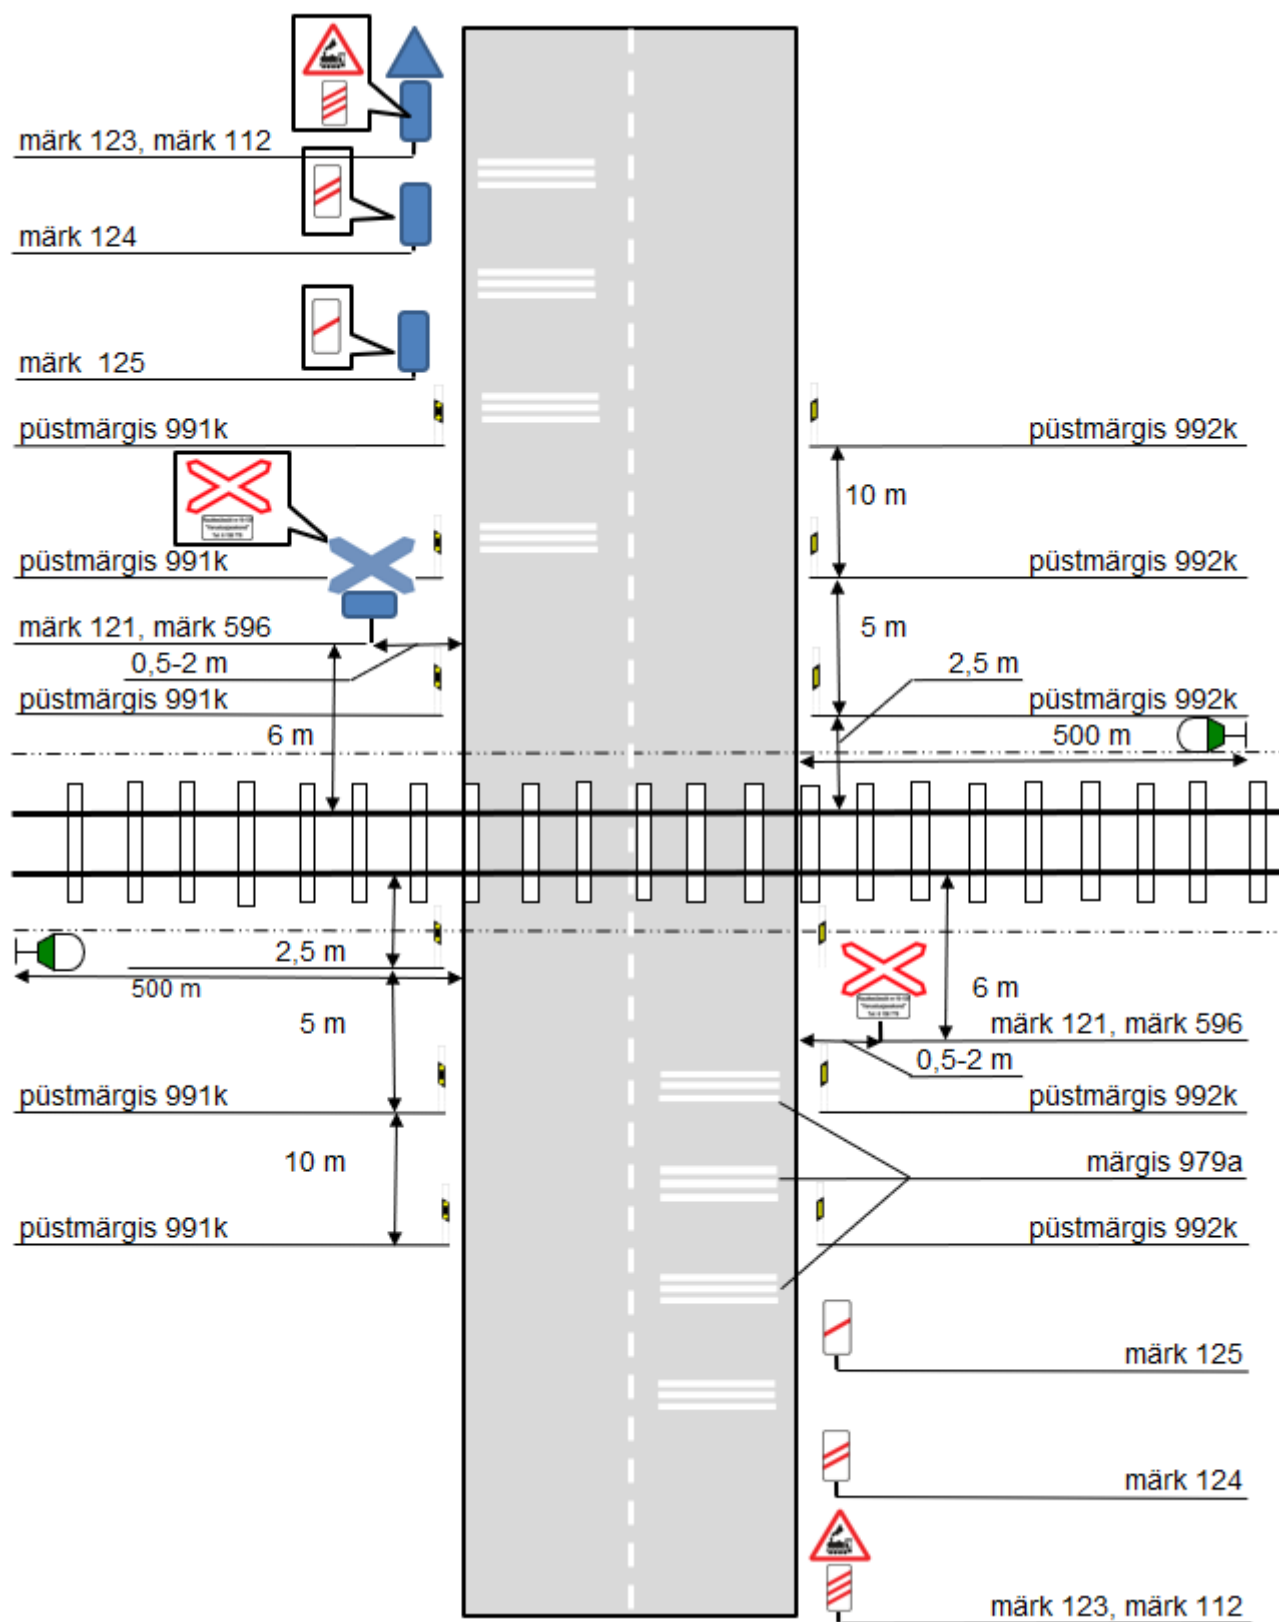 märk 123, märk 112
märk 124
märk  125
püstmärgis 991k
püstmärgis 992k
10 m
püstmärgis 991k
püstmärgis 992k
märk 121, märk 596
5 m
0,5-2 m
2,5 m
püstmärgis 991k
püstmärgis 992k
6 m
500 m
2,5 m
500 m
6 m
5 m
märk 121, märk 596
0,5-2 m
püstmärgis 991k
püstmärgis 992k
10 m
märgis 979a
püstmärgis 991k
püstmärgis 992k
märk 125
märk 124
märk 123, märk 112